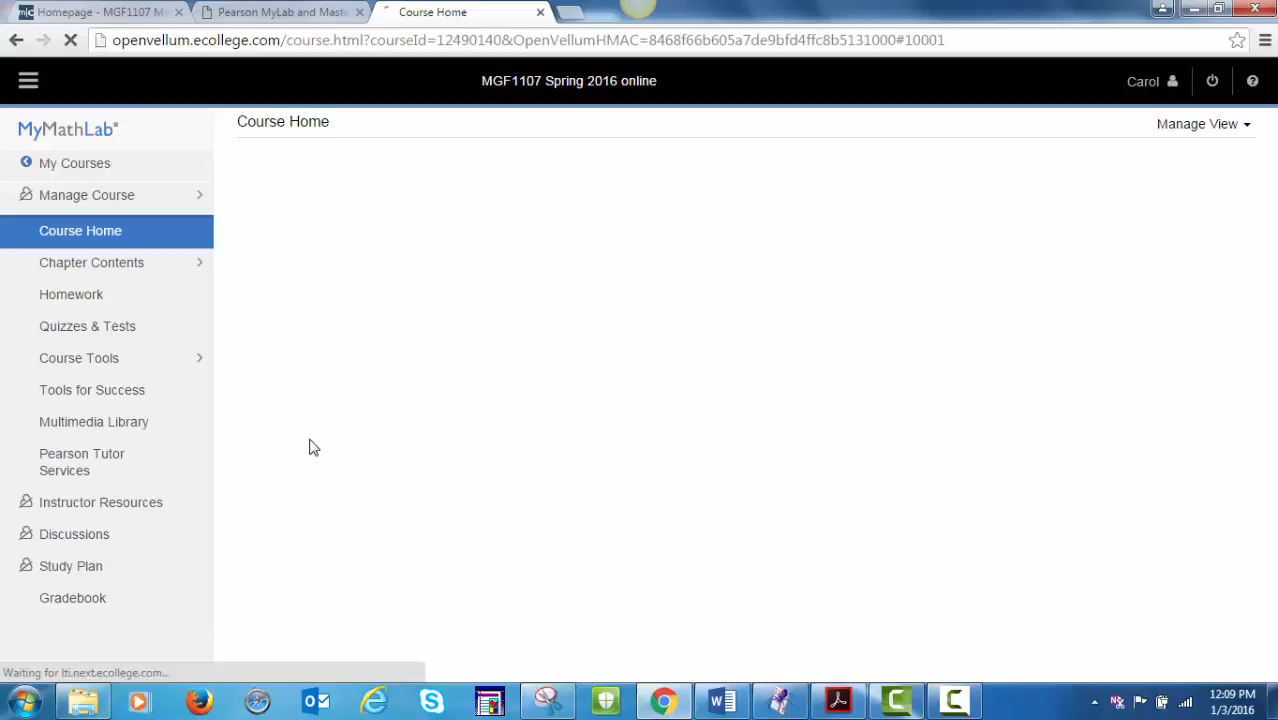 Homepage - MGF1107 M
Pearson MyLab and Maste
Course Home
openvellum.ecollege.com/course.html?courseId=12490140&OpenVellumHMAC=8468f66b605a7de9bfd4ffc8b5131000#10001
MGF1107 Spring 2016 online
Carol
MyMathLab®
Course Home
Manage View
My Courses
Manage Course
Course Home
Chapter Contents
Homework
Quizzes & Tests
Course Tools
Tools for Success
Multimedia Library
Pearson Tutor
Services
Instructor Resources
Discussions
Study Plan
Gradebook
Waiting for lti.next.ecollege.com...
12:09 PM
1/3/2016